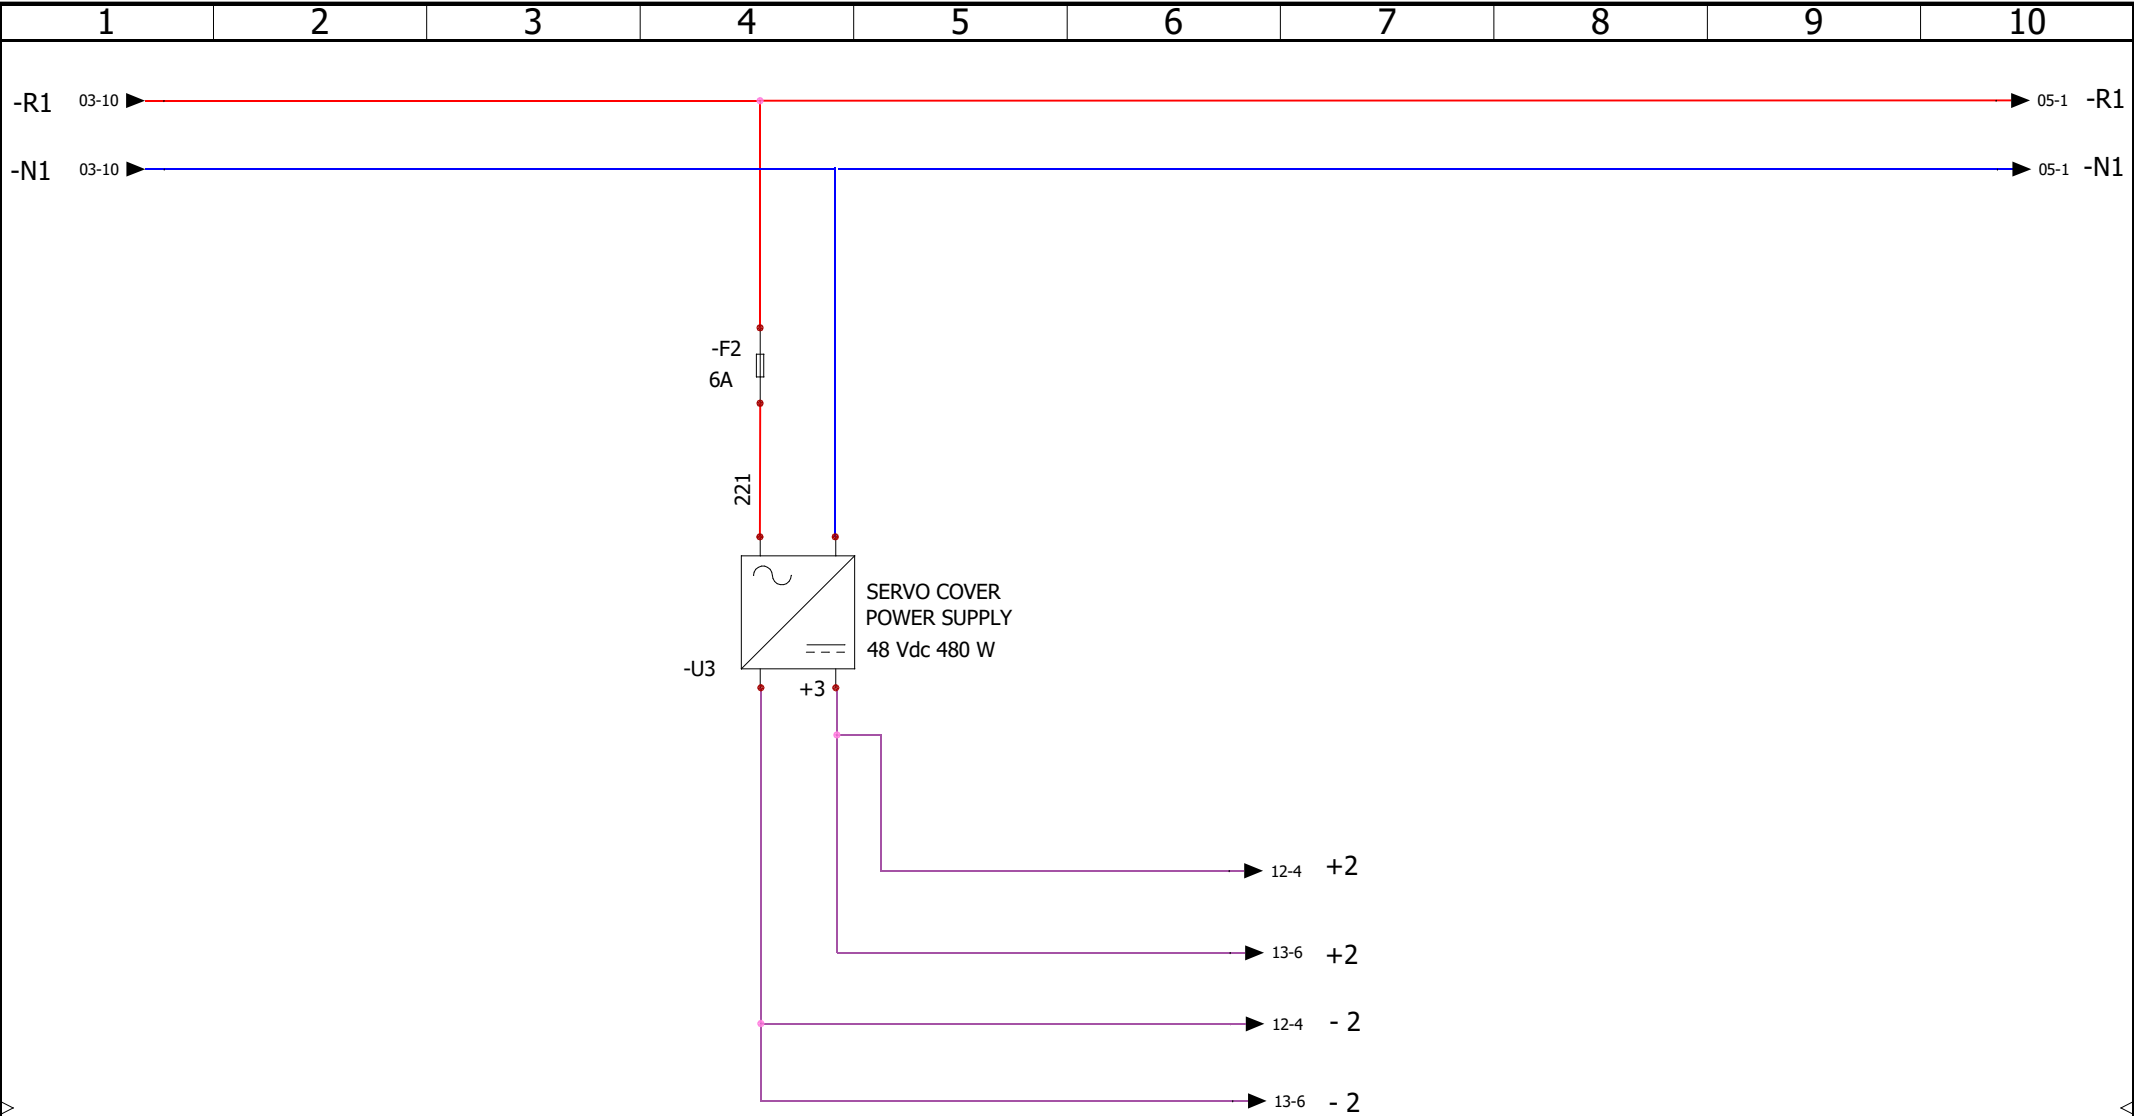 1 2 3 4 5 6 7 8 9 10
-R1 03-10 05-1 -R1
-N1 03-10 05-1 -N1
-F2
6A
221
SERVO COVER
POWER SUPPLY
48 Vdc 480 W
-U3
+3
12-4 +2
13-6 +2
12-4 - 2
13-6 - 2